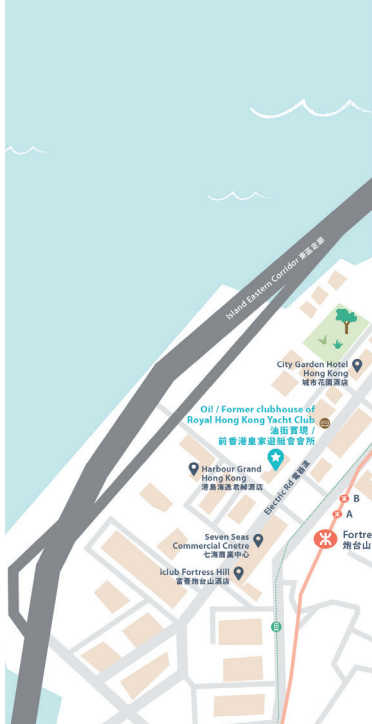 Island Eastern Corridor 東區走廊
City Garden Hotel
Hong Kong
城市花園酒店
Oi! / Former clubhouse of
Royal Hong Kong Yacht Club
油街實現 /
前香港皇家遊艇會會所
Harbour Grand
Hong Kong
港島海逸君綽酒店
Electric Rd 電器道
B
A
Fortre
炮台山
Seven Seas
Commercial Cnetre
七海商業中心
iclub Fortress Hill
富薈炮台山酒店